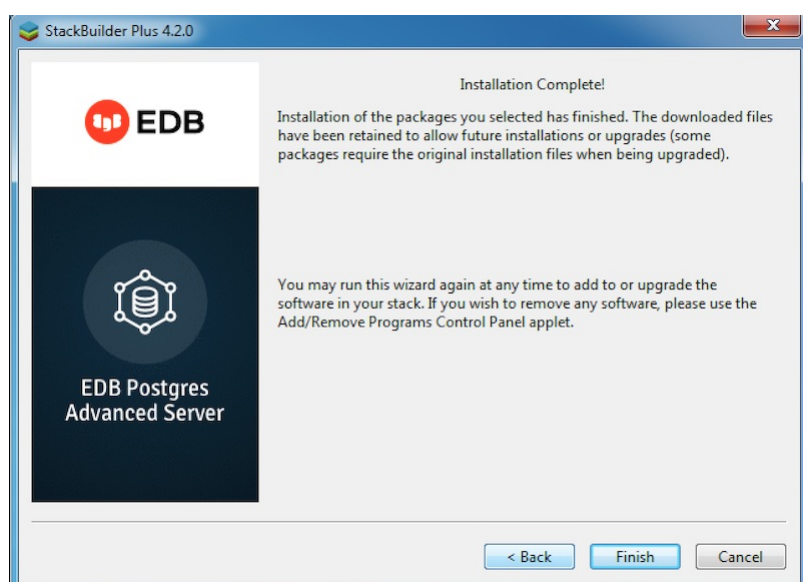 StackBuilder Plus 4.2.0
EDB
EDB Postgres
Advanced Server
Installation Complete!
Installation of the packages you selected has finished. The downloaded files
have been retained to allow future installations or upgrades (some
packages require the original installation files when being upgraded).
You may run this wizard again at any time to add to or upgrade the
software in your stack. If you wish to remove any software, please use the
Add/Remove Programs Control Panel applet.
< Back
Finish
Cancel